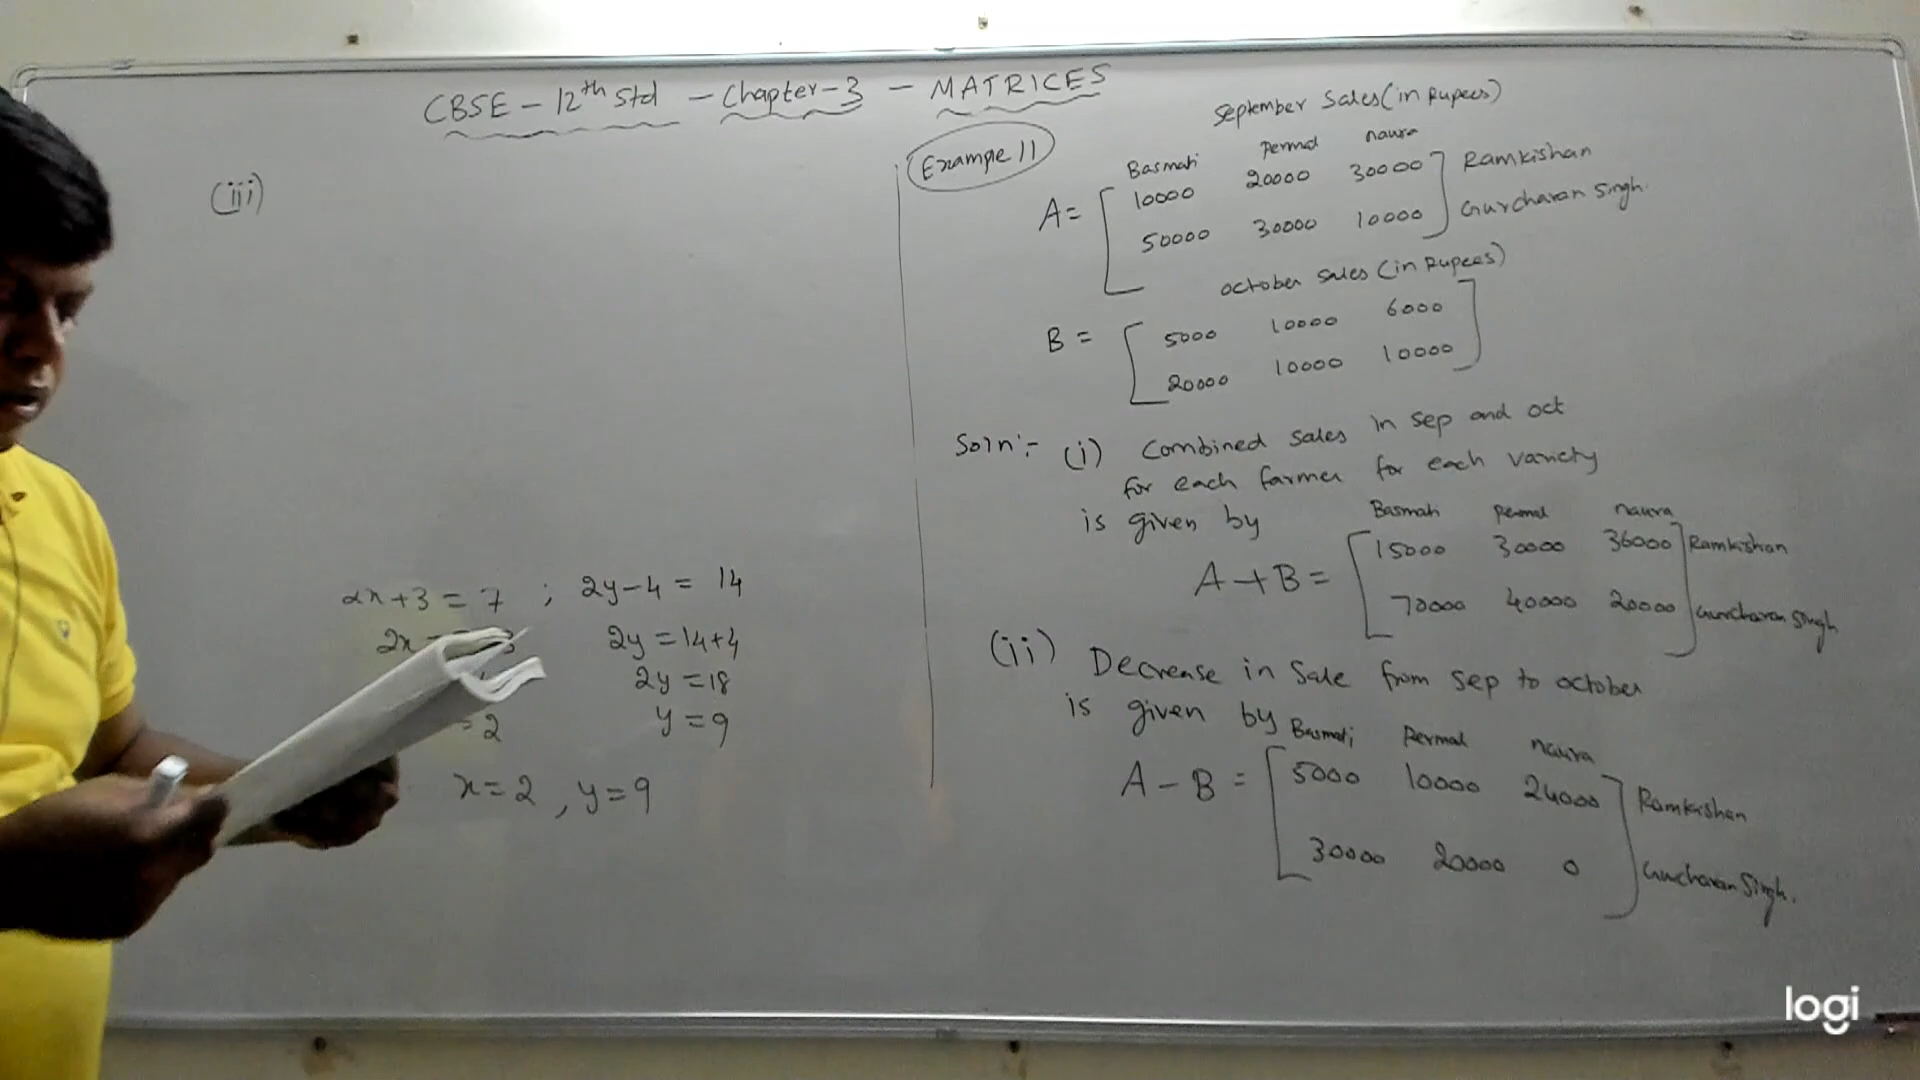 CBSE - 12th Std - Chapter-3 - MATRICES
(iii)
2x+3 = 7 ; 2y-4 = 14
2x
2y = 14+4
2y = 18
= 2 y = 9
x = 2 , y = 9
Example 11
September Sales (in Rupees)
Basmati Permal naura
A = [ 10000 20000 30000 ] Ramkishan
50000 30000 10000 Gurcharan Singh.
October sales (in Rupees)
B = [ 5000 10000 6000 ]
20000 10000 10000
Soln:- (i) Combined sales in sep and oct
for each farmer for each variety
is given by
Basmati Permal naura
A+B = [ 15000 30000 36000 ] Ramkishan
70000 40000 20000 Gurcharan Singh
(ii) Decrease in Sale from Sep to october
is given by
Basmati Permal naura
A - B = [ 5000 10000 24000 ] Ramkishan
30000 20000 0 Gurcharan Singh.
logi